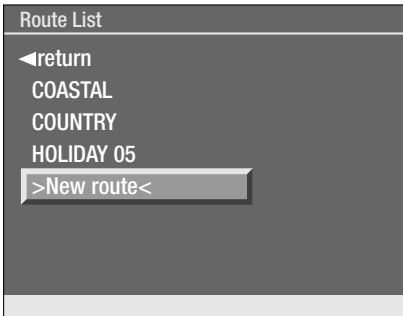 Route List
◄return
COASTAL
COUNTRY
HOLIDAY 05
>New route<